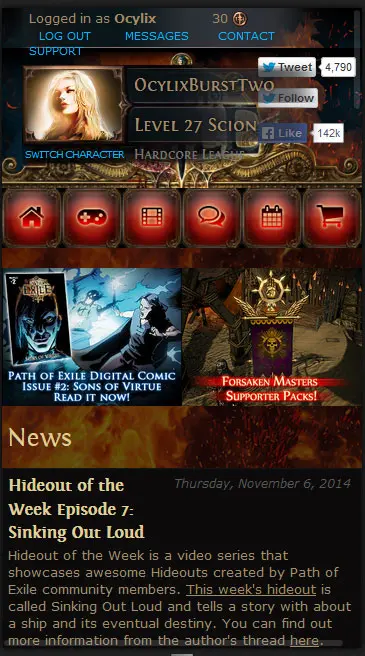 Logged in as Ocylix 30
LOG OUT MESSAGES CONTACT
SUPPORT
Tweet 4,790
OcylixBurstTwo
Follow
Level 27 Scion
Like 142k
SWITCH CHARACTER Hardcore League
EXILE
Path of Exile Digital Comic
Issue #2: Sons of Virtue
Read it now!
Forsaken Masters
Supporter Packs!
News
Hideout of the Thursday, November 6, 2014
Week Episode 7:
Sinking Out Loud
Hideout of the Week is a video series that
showcases awesome Hideouts created by Path of
Exile community members. This week's hideout is
called Sinking Out Loud and tells a story with about
a ship and its eventual destiny. You can find out
more information from the author's thread here.